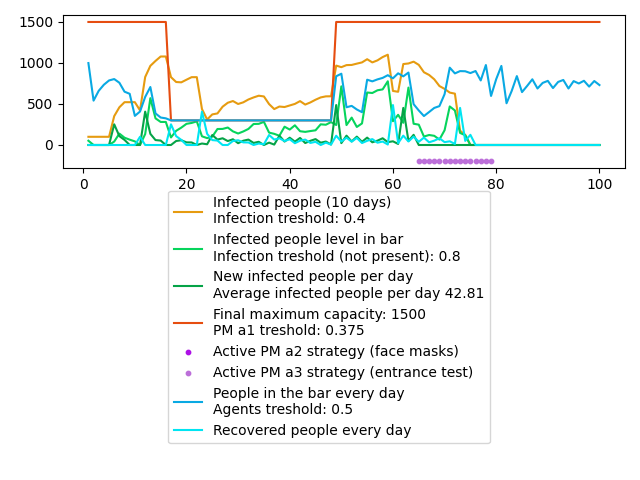 1500
1000
500
0
0
20
40
60
80
100
Infected people (10 days)
Infection treshold: 0.4
Infected people level in bar
Infection treshold (not present): 0.8
New infected people per day
Average infected people per day 42.81
Final maximum capacity: 1500
PM a1 treshold: 0.375
Active PM a2 strategy (face masks)
Active PM a3 strategy (entrance test)
People in the bar every day
Agents treshold: 0.5
Recovered people every day